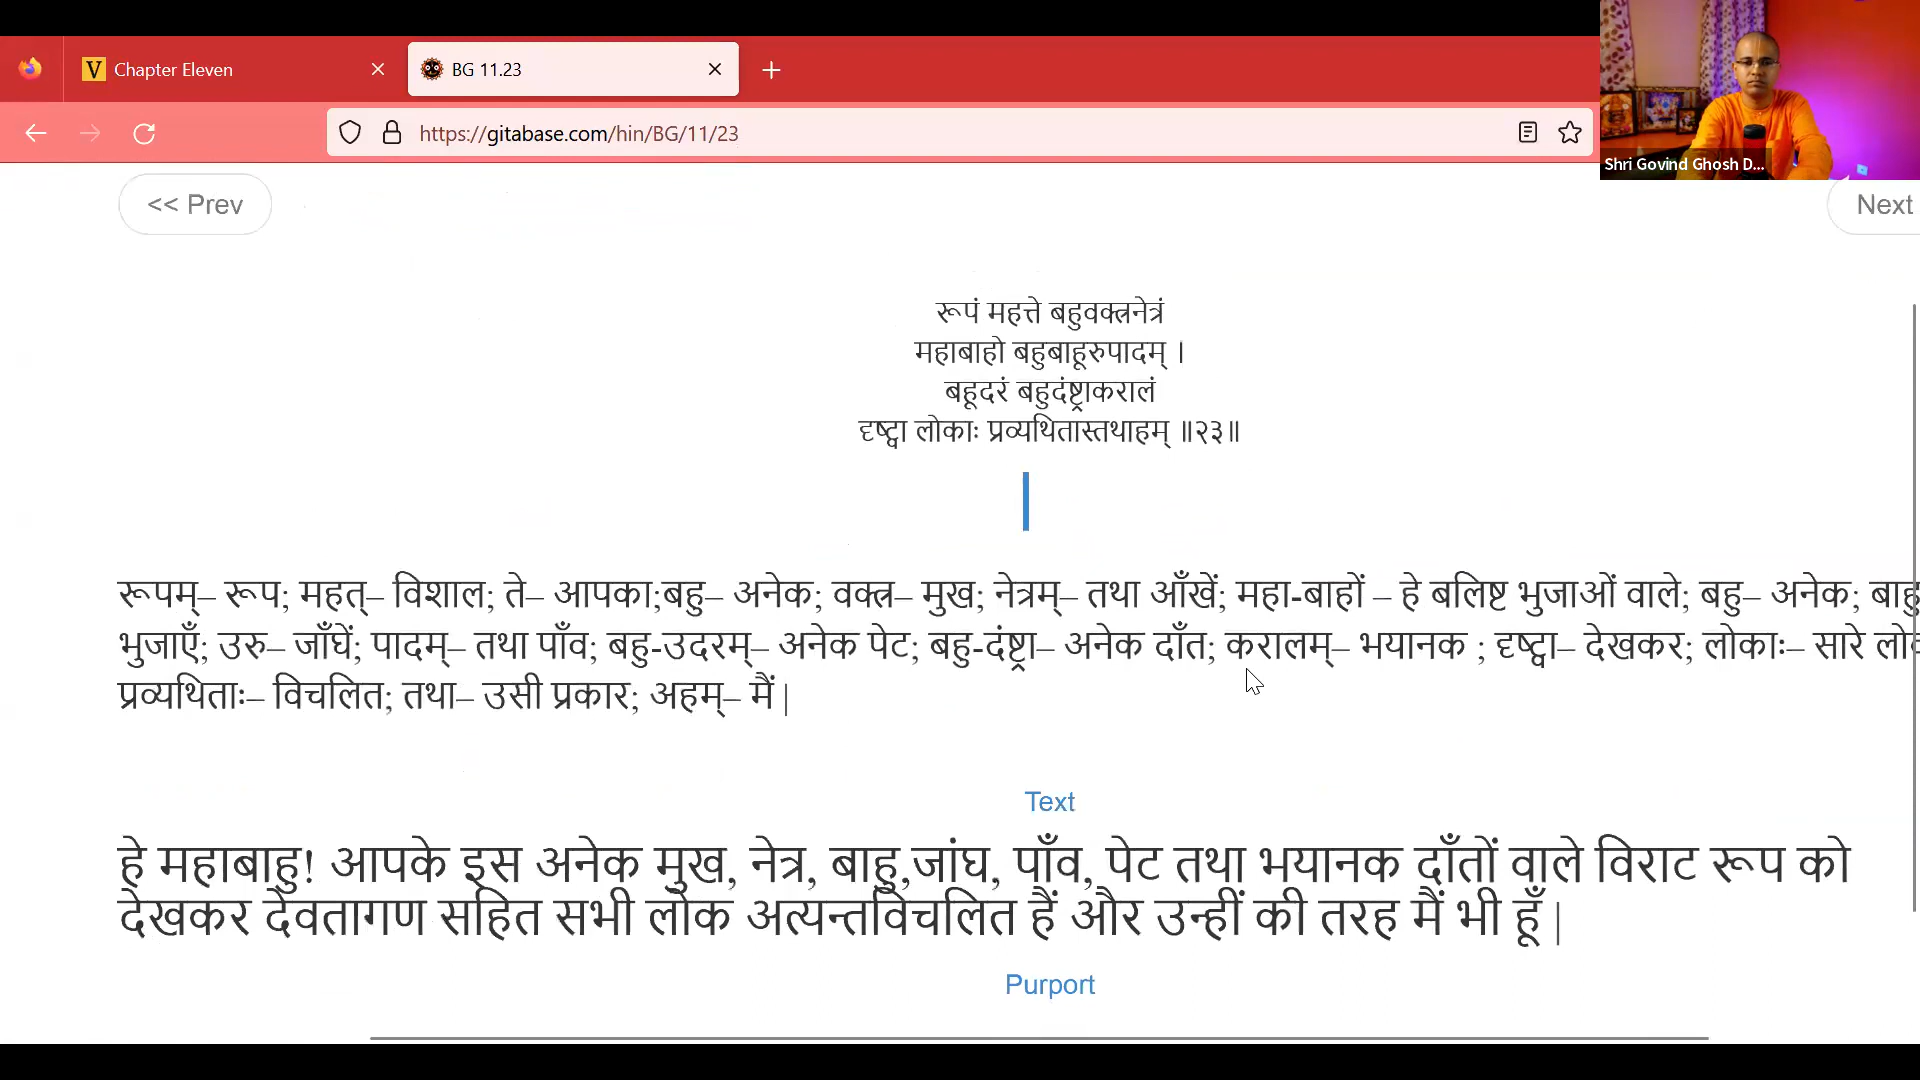 Chapter Eleven
BG 11.23
https://gitabase.com/hin/BG/11/23
Shri Govind Ghosh D...
<< Prev
Next
रूपं महत्ते बहुवक्त्रनेत्रं
महाबाहो बहुबाहूरुपादम् ।
बहूदरं बहुदंष्ट्राकरालं
दृष्ट्वा लोकाः प्रव्यथितास्तथाहम् ॥२३॥
रूपम्– रूप; महत्– विशाल; ते– आपका;बहु– अनेक; वक्त्र– मुख; नेत्रम्– तथा आँखें; महा-बाहों – हे बलिष्ट भुजाओं वाले; बहु– अनेक; बाहु
भुजाएँ; उरु– जाँघें; पादम्– तथा पाँव; बहु-उदरम्– अनेक पेट; बहु-दंष्ट्रा– अनेक दाँत; करालम्– भयानक ; दृष्ट्वा– देखकर; लोकाः– सारे लो
प्रव्यथिताः– विचलित; तथा– उसी प्रकार; अहम्– मैं |
Text
हे महाबाहु! आपके इस अनेक मुख, नेत्र, बाहु,जांघ, पाँव, पेट तथा भयानक दाँतों वाले विराट रूप को
देखकर देवतागण सहित सभी लोक अत्यन्तविचलित हैं और उन्हीं की तरह मैं भी हूँ |
Purport